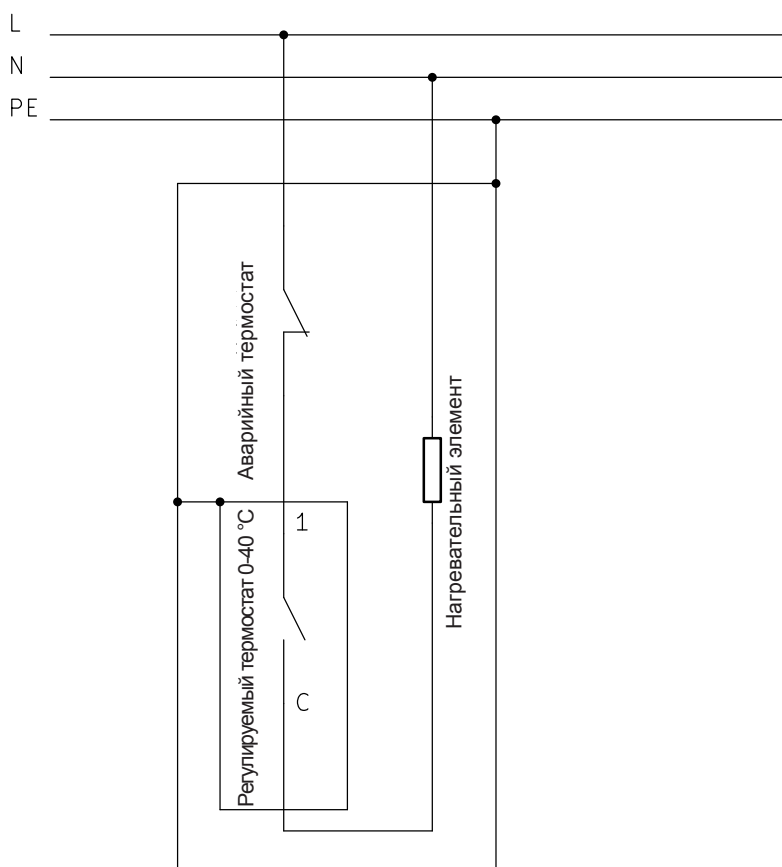 L
N
PE
Аварийный термостат
Регулируемый термостат 0-40 °C
1
C
Нагревательный элемент